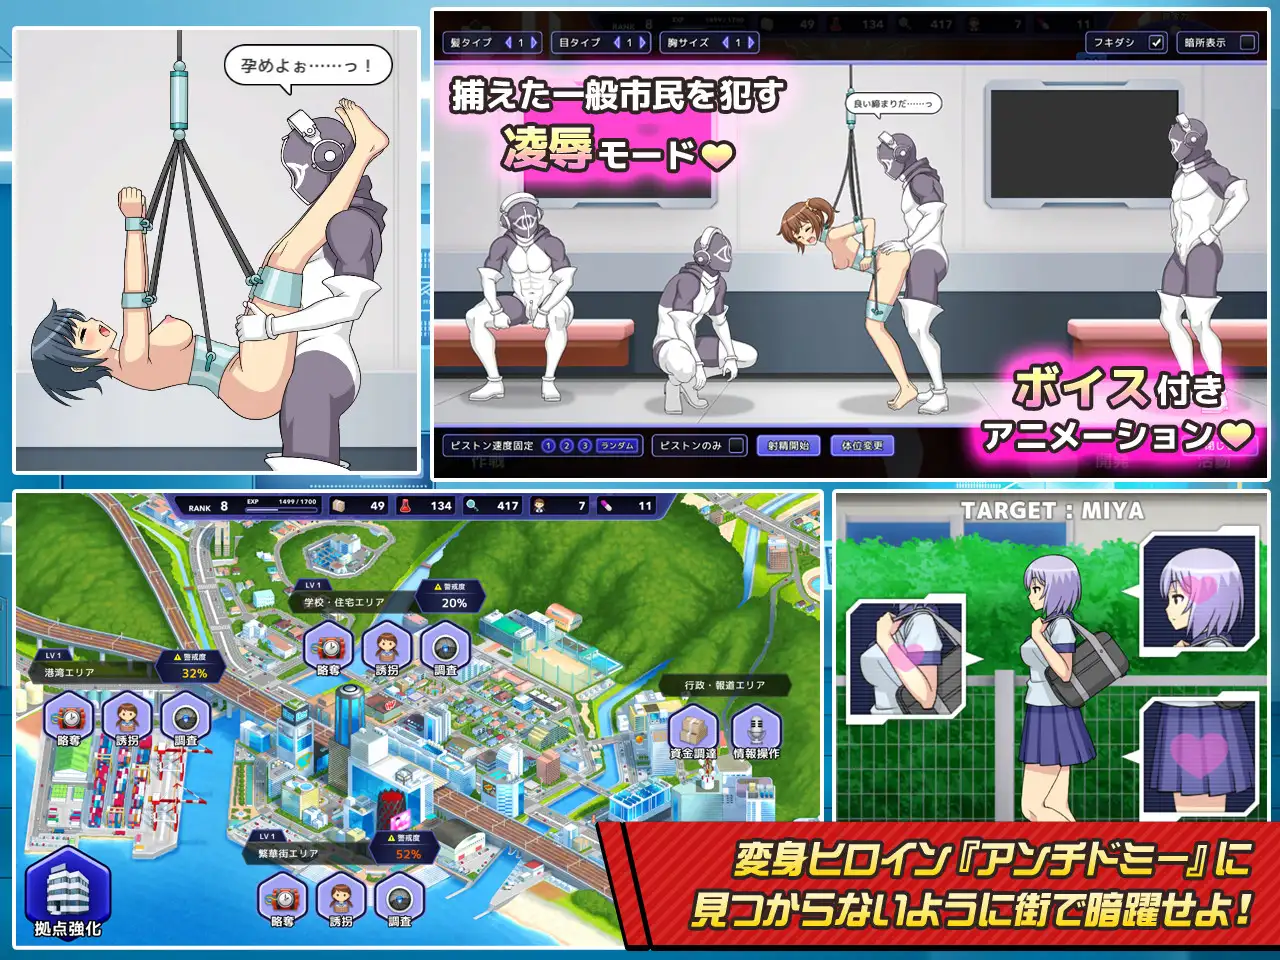 孕めよぉ……っ！
RANK 8
49
134
417
7
11
髪タイプ 1
目タイプ 1
胸サイズ 1
フキダシ
暗所表示
捕えた一般市民を犯す
凌辱モード
良い締まりだ……っ
ボイス付き
アニメーション
ピストン速度固定 1 2 3 ランダム
ピストンのみ
射精開始
体位変更
RANK 8
EXP 1499/1700
49
134
417
7
11
LV 1
学校・住宅エリア
警戒度
20%
略奪
誘拐
調査
LV 1
港湾エリア
警戒度
32%
略奪
誘拐
調査
行政・報道エリア
資金調達
情報操作
LV 1
繁華街エリア
警戒度
52%
略奪
誘拐
調査
拠点強化
TARGET : MIYA
変身ヒロイン『アンチドミー』に
見つからないように街で暗躍せよ！